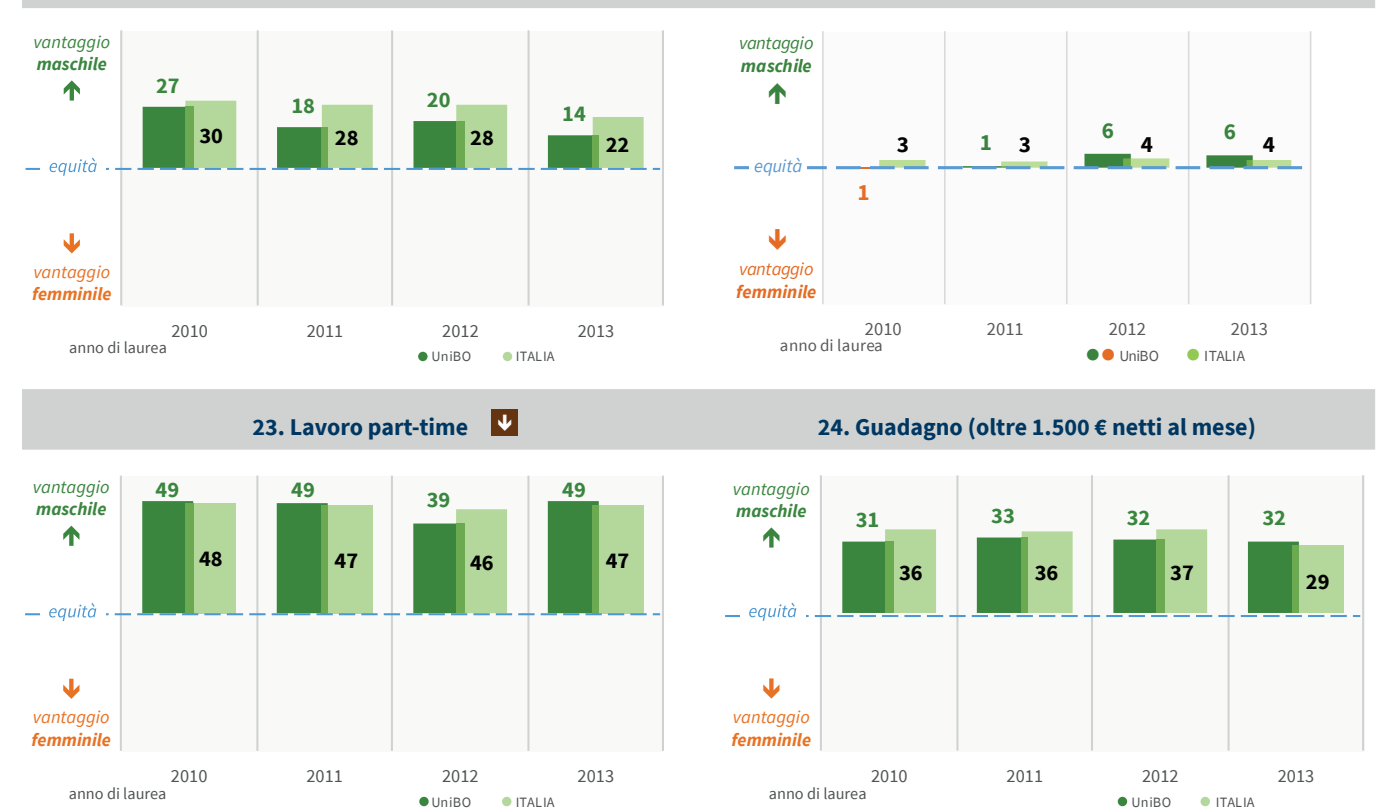 vantaggio
maschile
27
18
20
14
30
28
28
22
equità
vantaggio
femminile
2010
2011
2012
2013
anno di laurea
UniBO
ITALIA
vantaggio
maschile
3
1
3
6
4
6
4
equità
1
vantaggio
femminile
2010
2011
2012
2013
anno di laurea
UniBO
ITALIA
23. Lavoro part-time
24. Guadagno (oltre 1.500 € netti al mese)
vantaggio
maschile
49
49
39
49
48
47
46
47
equità
vantaggio
femminile
2010
2011
2012
2013
anno di laurea
UniBO
ITALIA
vantaggio
maschile
31
33
32
32
36
36
37
29
equità
vantaggio
femminile
2010
2011
2012
2013
anno di laurea
UniBO
ITALIA